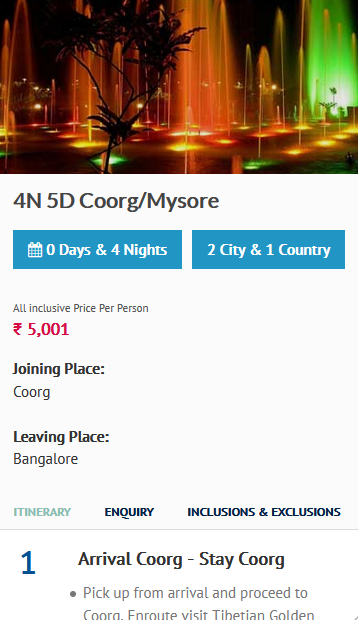 4N 5D Coorg/Mysore
0 Days & 4 Nights
2 City & 1 Country
All inclusive Price Per Person
₹ 5,001
Joining Place:
Coorg
Leaving Place:
Bangalore
ITINERARY ENQUIRY INCLUSIONS & EXCLUSIONS
1 Arrival Coorg - Stay Coorg
Pick up from arrival and proceed to
Coorg. Enroute visit Tibetian Golden